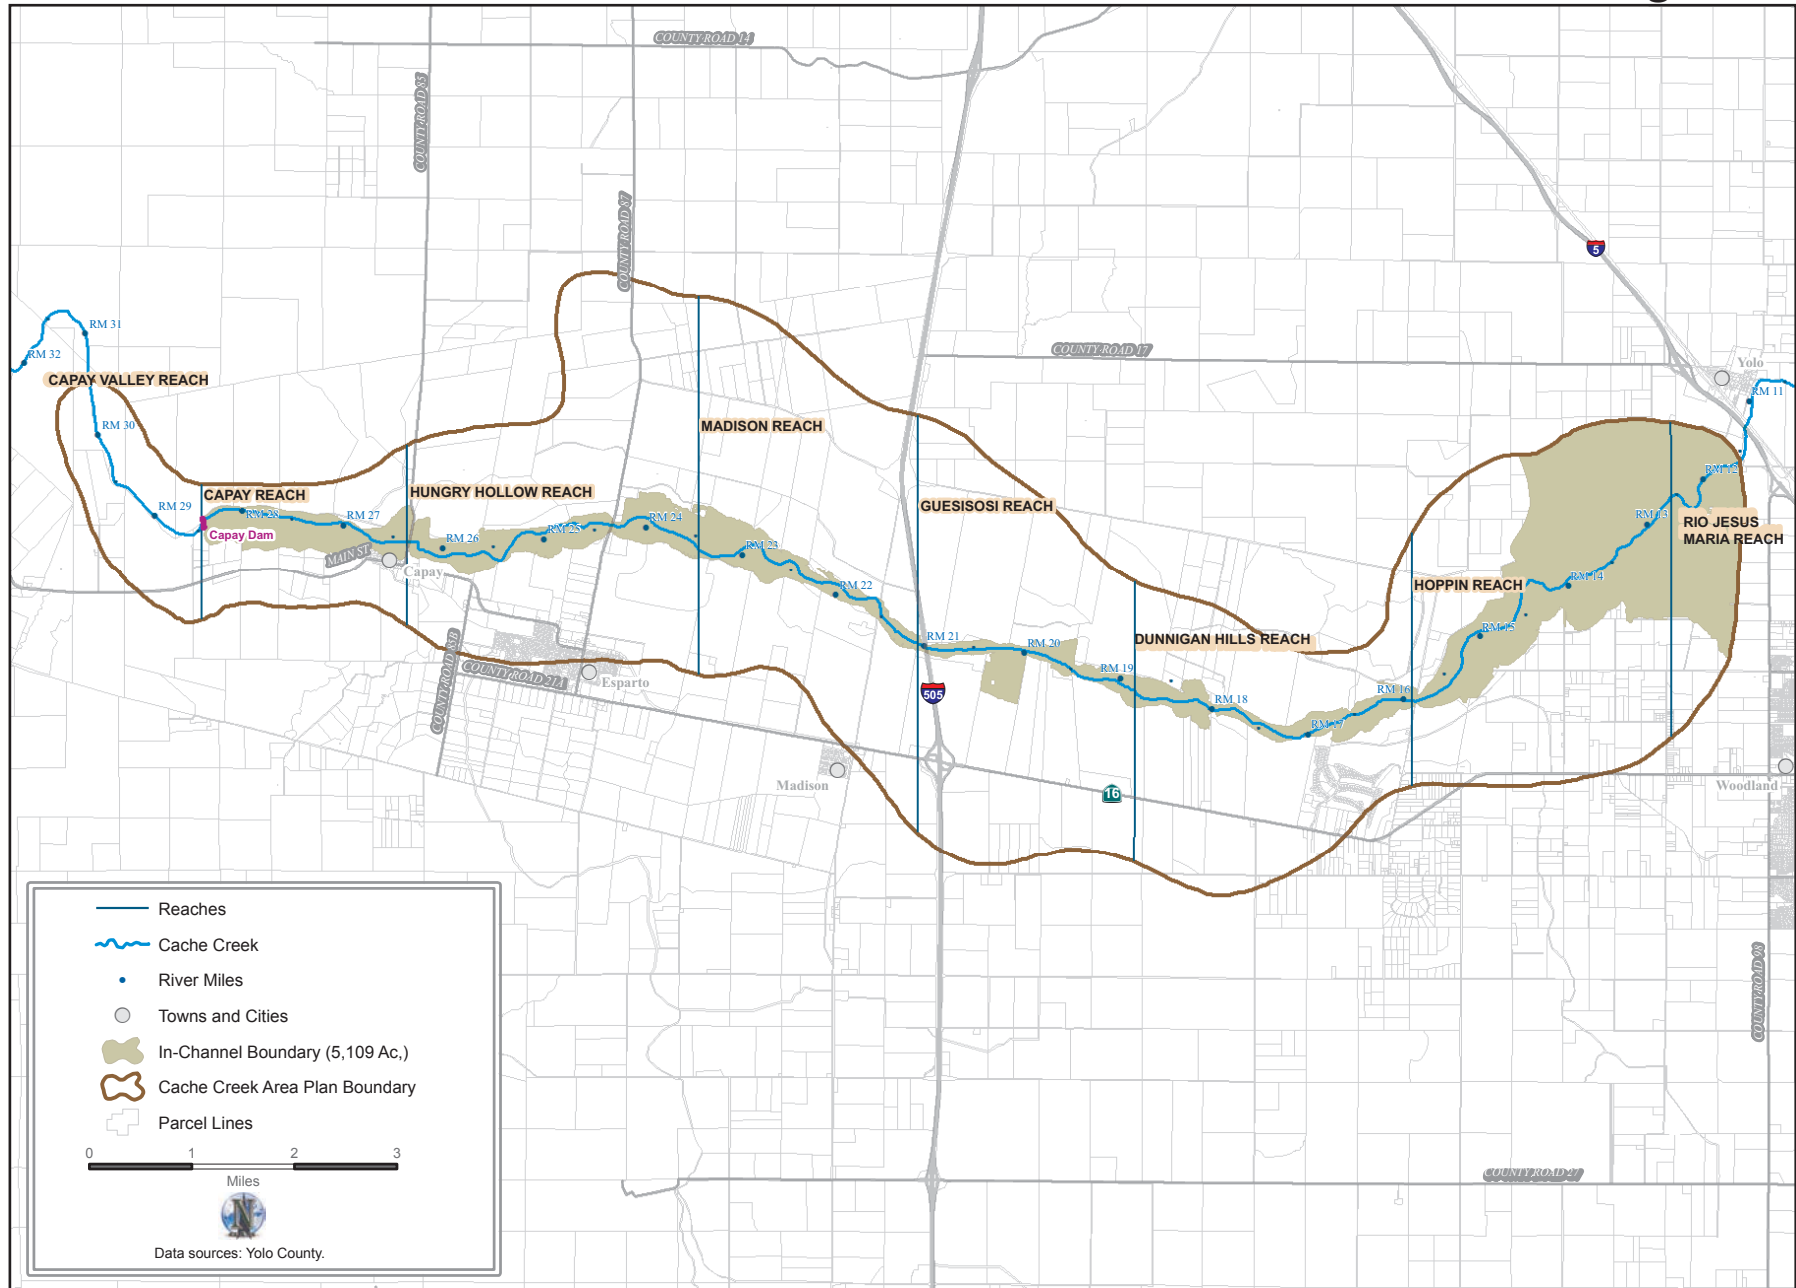 COUNTY ROAD 14
COUNTY ROAD 85
COUNTY ROAD 87
5
RM 31
RM 32
CAPAY VALLEY REACH
COUNTY ROAD 17
Yolo
RM 11
RM 30
MADISON REACH
RM 29
CAPAY REACH
HUNGRY HOLLOW REACH
GUESISOSI REACH
RM 28
RM 27
Capay Dam
RM 26
RM 25
RM 24
RM 23
RM 12
RM 13
RIO JESUS
MARIA REACH
MAIN ST
Capay
RM 22
HOPPIN REACH
RM 14
RM 21
RM 20
DUNNIGAN HILLS REACH
RM 15
COUNTY ROAD 85B
COUNTY ROAD 21A
Esparto
505
RM 19
RM 18
RM 17
RM 16
Madison
16
Woodland
Reaches
Cache Creek
River Miles
Towns and Cities
In-Channel Boundary (5,109 Ac,)
Cache Creek Area Plan Boundary
Parcel Lines
0 1 2 3
Miles
N
Data sources: Yolo County.
COUNTY ROAD 98
COUNTY ROAD 27